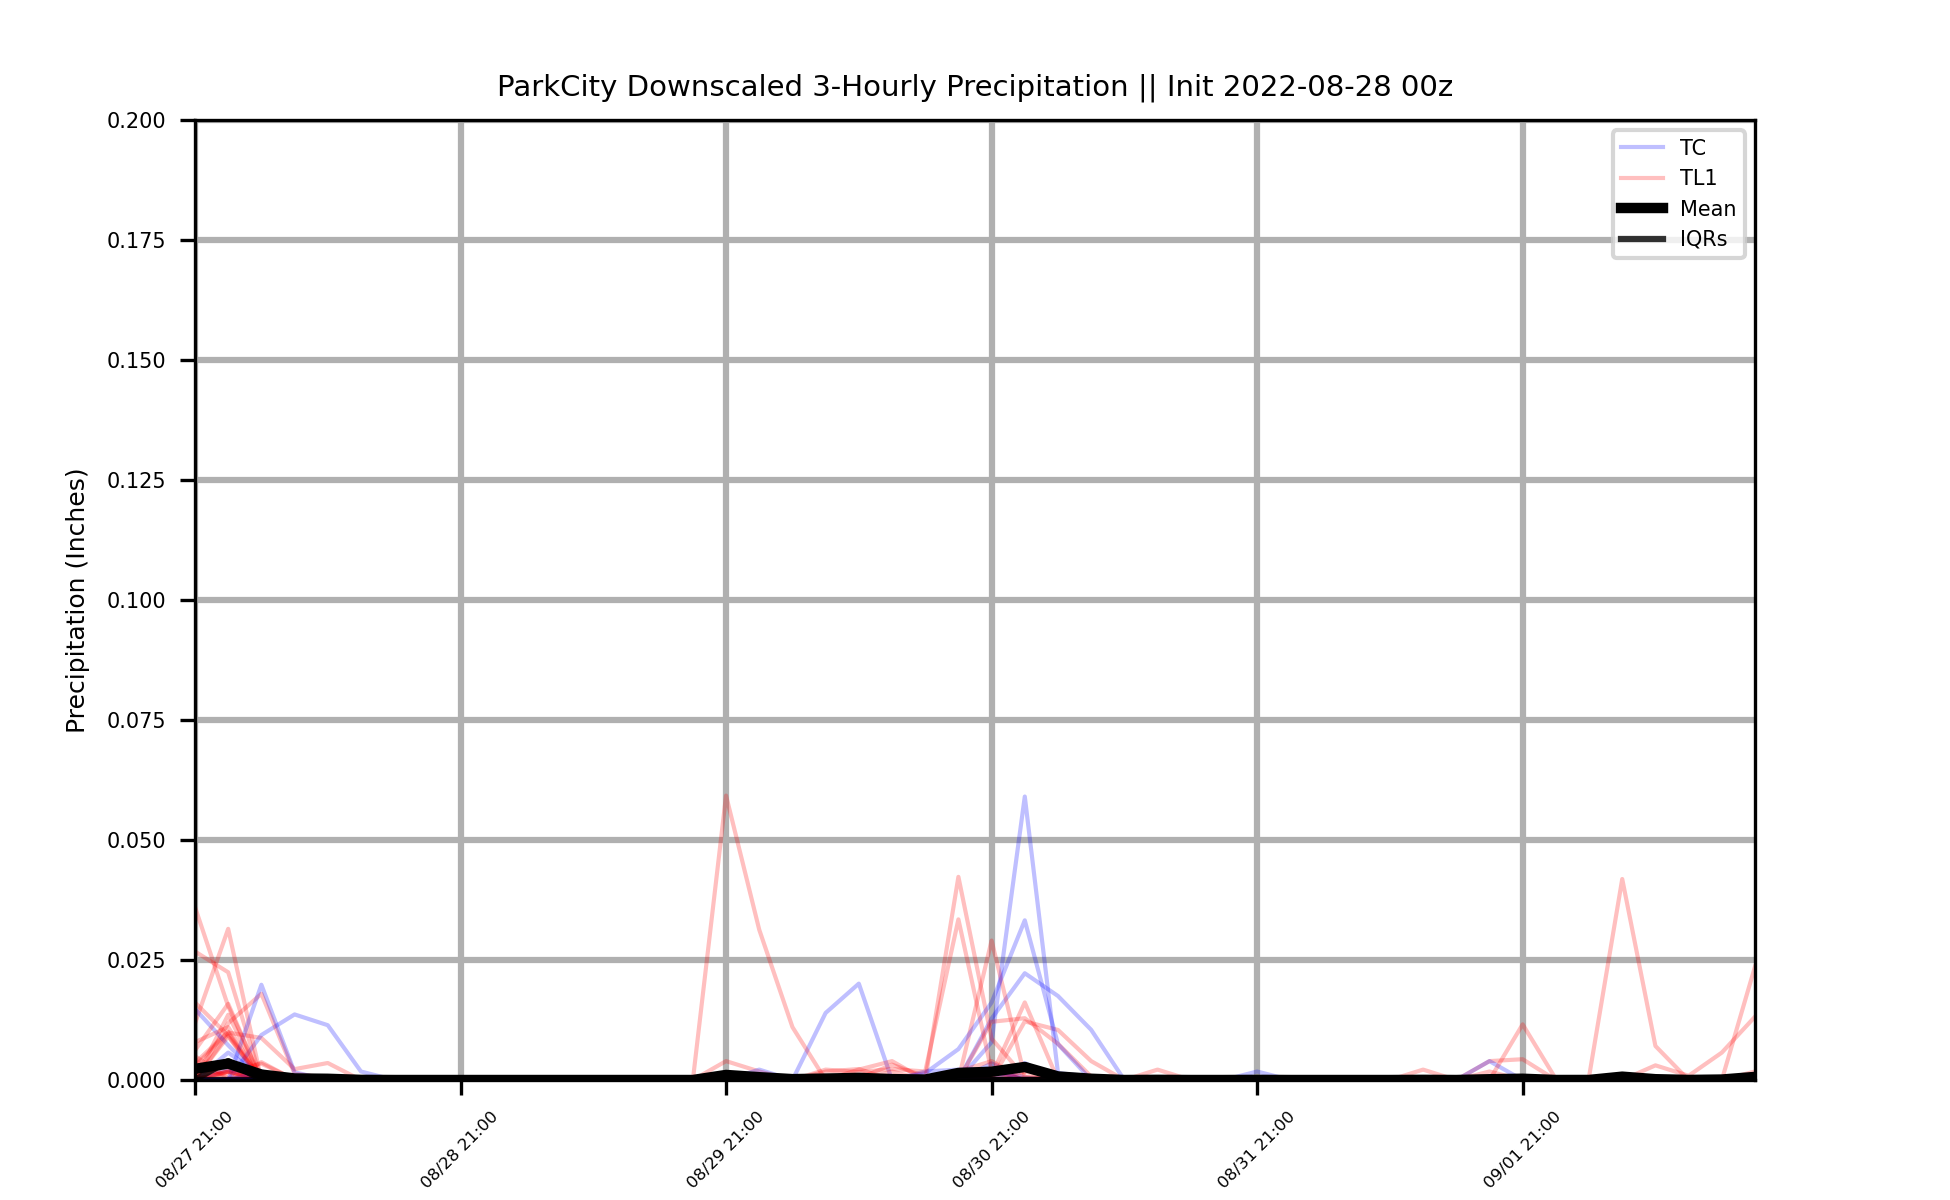 ParkCity Downscaled 3-Hourly Precipitation || Init 2022-08-28 00z
TC
TL1
Mean
IQRs
Precipitation (Inches)
0.200
0.175
0.150
0.125
0.100
0.075
0.050
0.025
0.000
08/27 21:00
08/28 21:00
08/29 21:00
08/30 21:00
08/31 21:00
09/01 21:00